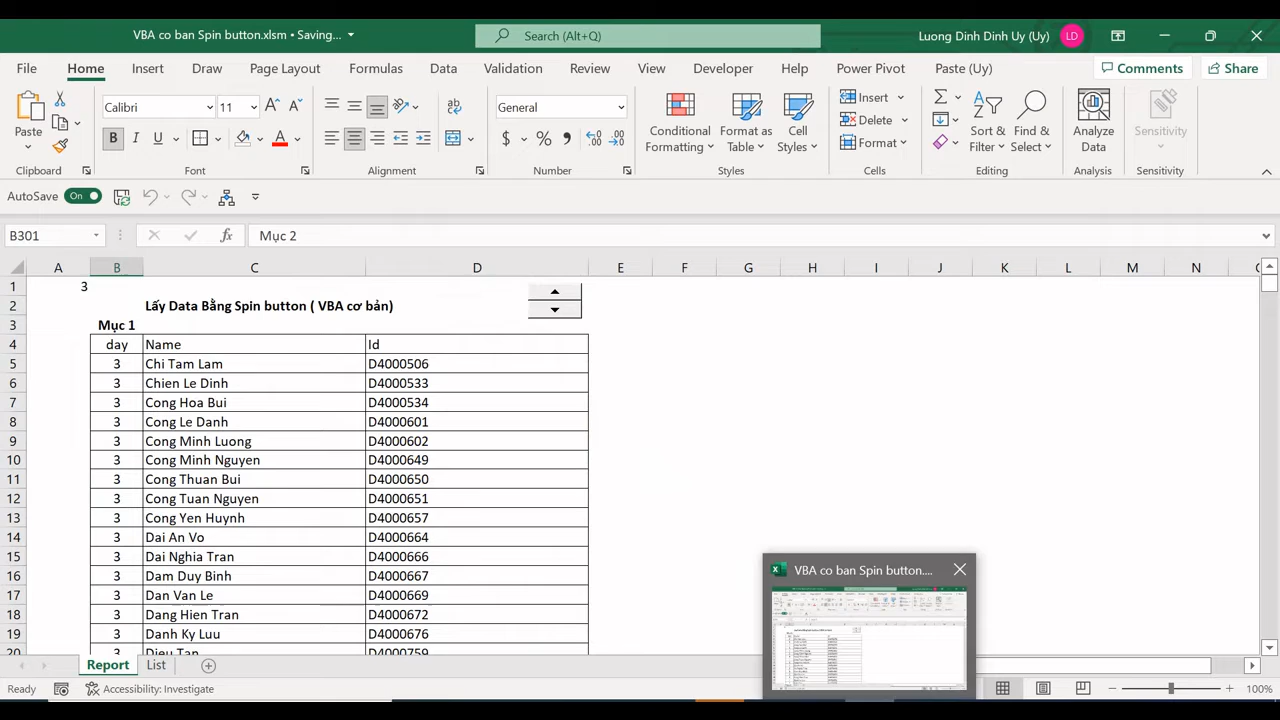 VBA co ban Spin button.xlsm • Saving...
Search (Alt+Q)
Luong Dinh Dinh Uy (Uy)
LD
File Home Insert Draw Page Layout Formulas Data Validation Review View Developer Help Power Pivot Paste (Uy)
Comments
Share
Paste
Calibri
11
B I U
General
$ % ,
Conditional Formatting
Format as Table
Cell Styles
Insert
Delete
Format
Sort & Filter
Find & Select
Analyze Data
Sensitivity
Clipboard
Font
Alignment
Number
Styles
Cells
Editing
Analysis
Sensitivity
AutoSave On
B301
fx
Mục 2
A B C D E F G H I J K L M N
1 3
2 Lấy Data Bằng Spin button ( VBA cơ bản)
3 Mục 1
4 day Name Id
5 3 Chi Tam Lam D4000506
6 3 Chien Le Dinh D4000533
7 3 Cong Hoa Bui D4000534
8 3 Cong Le Danh D4000601
9 3 Cong Minh Luong D4000602
10 3 Cong Minh Nguyen D4000649
11 3 Cong Thuan Bui D4000650
12 3 Cong Tuan Nguyen D4000651
13 3 Cong Yen Huynh D4000657
14 3 Dai An Vo D4000664
15 3 Dai Nghia Tran D4000666
16 3 Dam Duy Binh D4000667
17 3 Dan Van Le D4000669
18 3 Dang Hien Tran D4000672
19 3 Danh Ky Luu D4000676
20 3 Dieu Tan D4000759
VBA co ban Spin button....
Report List
Ready
Accessibility: Investigate
100%